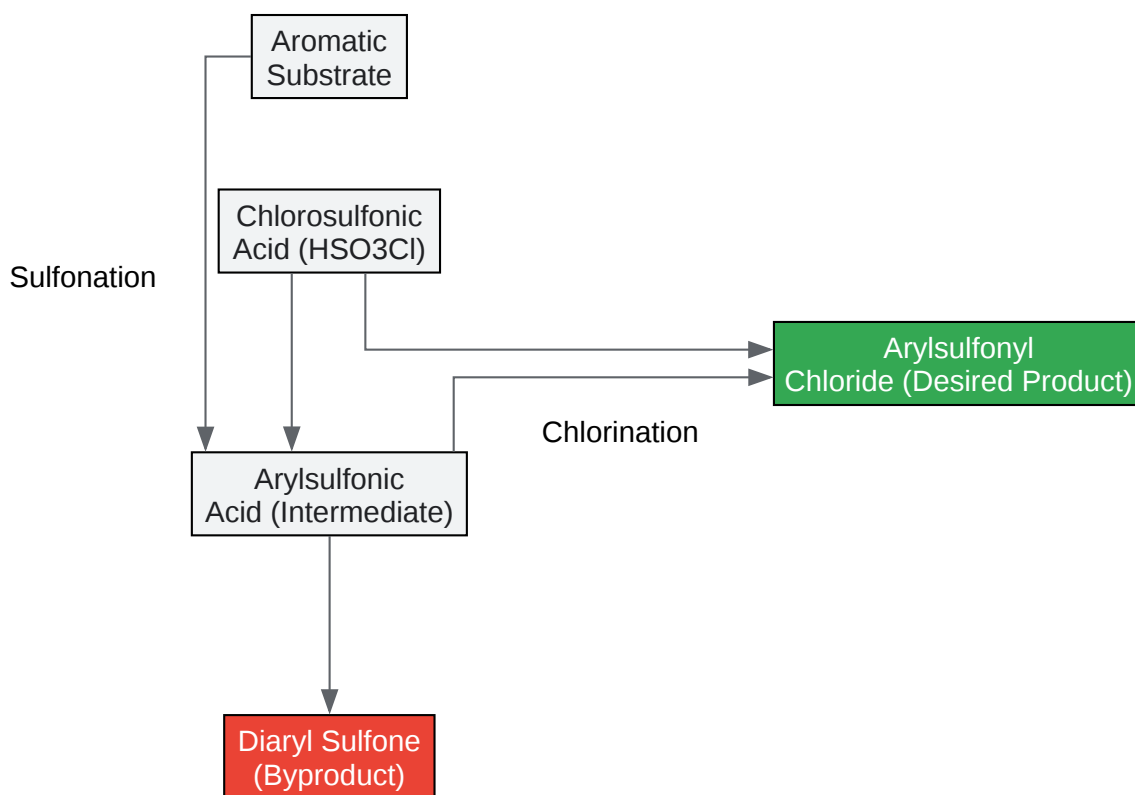 Aromatic
Substrate
Chlorosulfonic
Acid (HSO3Cl)
Sulfonation
Arylsulfonyl
Chloride (Desired Product)
Chlorination
Arylsulfonic
Acid (Intermediate)
Diaryl Sulfone
(Byproduct)